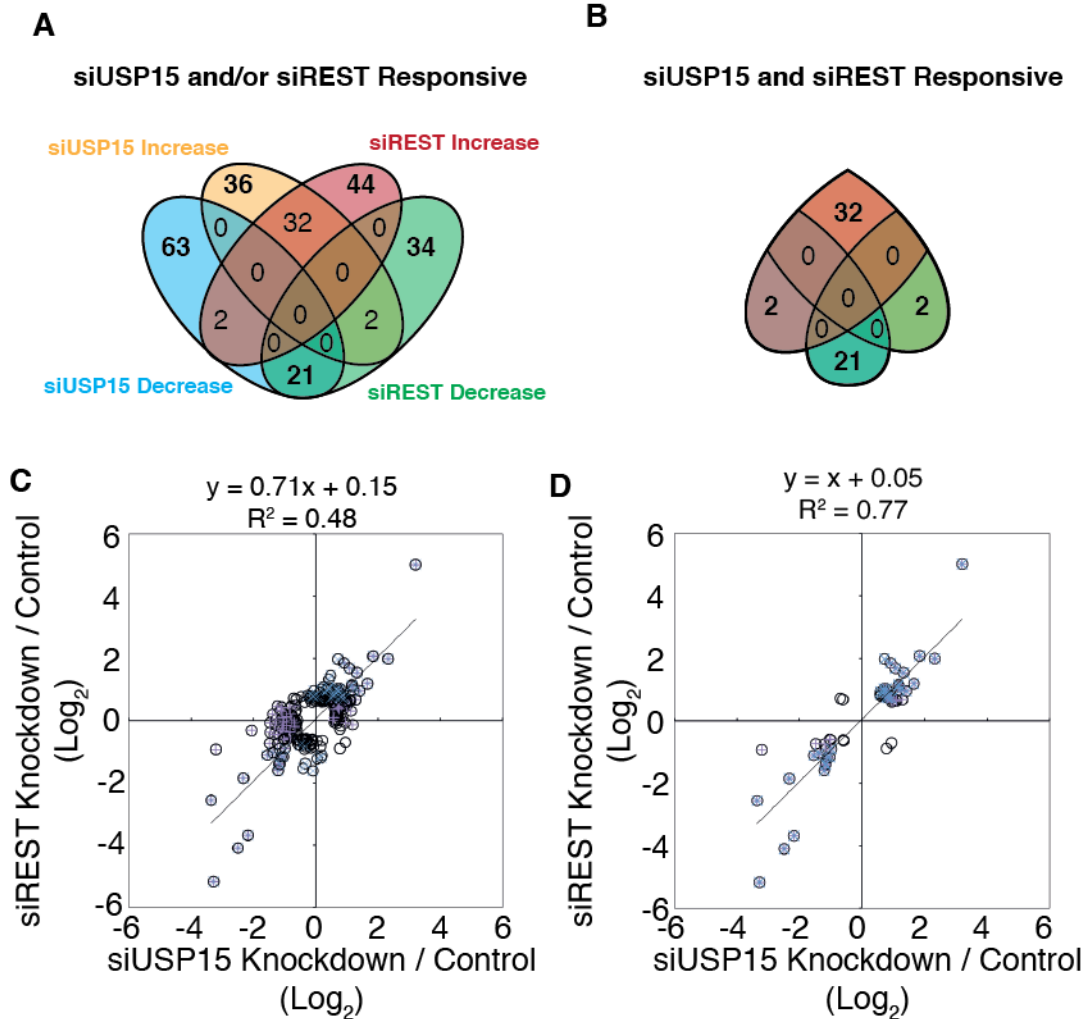 A
B
siUSP15 and/or siREST Responsive
siUSP15 and siREST Responsive
siUSP15 Increase
siREST Increase
36
44
63
0
32
0
34
0
0
2
0
2
0
0
21
siUSP15 Decrease
siREST Decrease
32
0
0
2
0
2
0
0
21
C
y = 0.71x + 0.15
R² = 0.48
siREST Knockdown / Control
(Log₂)
6
4
2
0
-2
-4
-6
-6
-4
-2
0
2
4
6
siUSP15 Knockdown / Control
(Log₂)
D
y = x + 0.05
R² = 0.77
siREST Knockdown / Control
(Log₂)
6
4
2
0
-2
-4
-6
-6
-4
-2
0
2
4
6
siUSP15 Knockdown / Control
(Log₂)